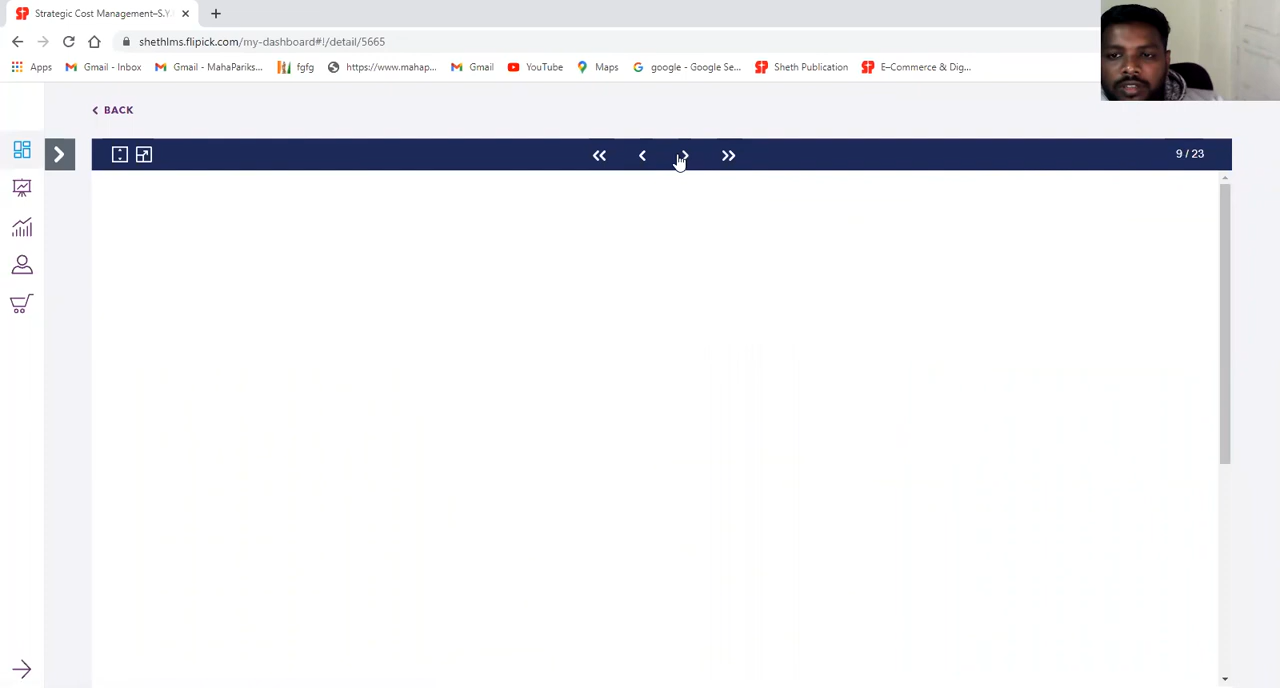 Strategic Cost Management–S.Y.
shethlms.flipick.com/my-dashboard#!/detail/5665
Apps
Gmail - Inbox
Gmail - MahaPariks...
fgfg
https://www.mahap...
Gmail
YouTube
Maps
google - Google Se...
Sheth Publication
E–Commerce & Dig...
BACK
9 / 23